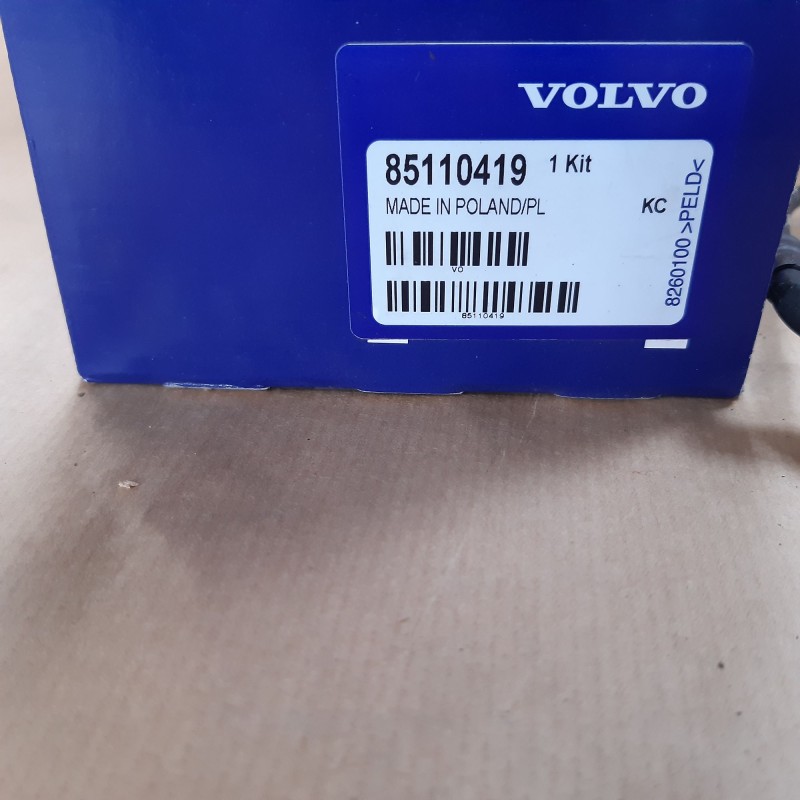 VOLVO
85110419 1 Kit
MADE IN POLAND/PL KC
VO
85110419
8260100 >PELD<